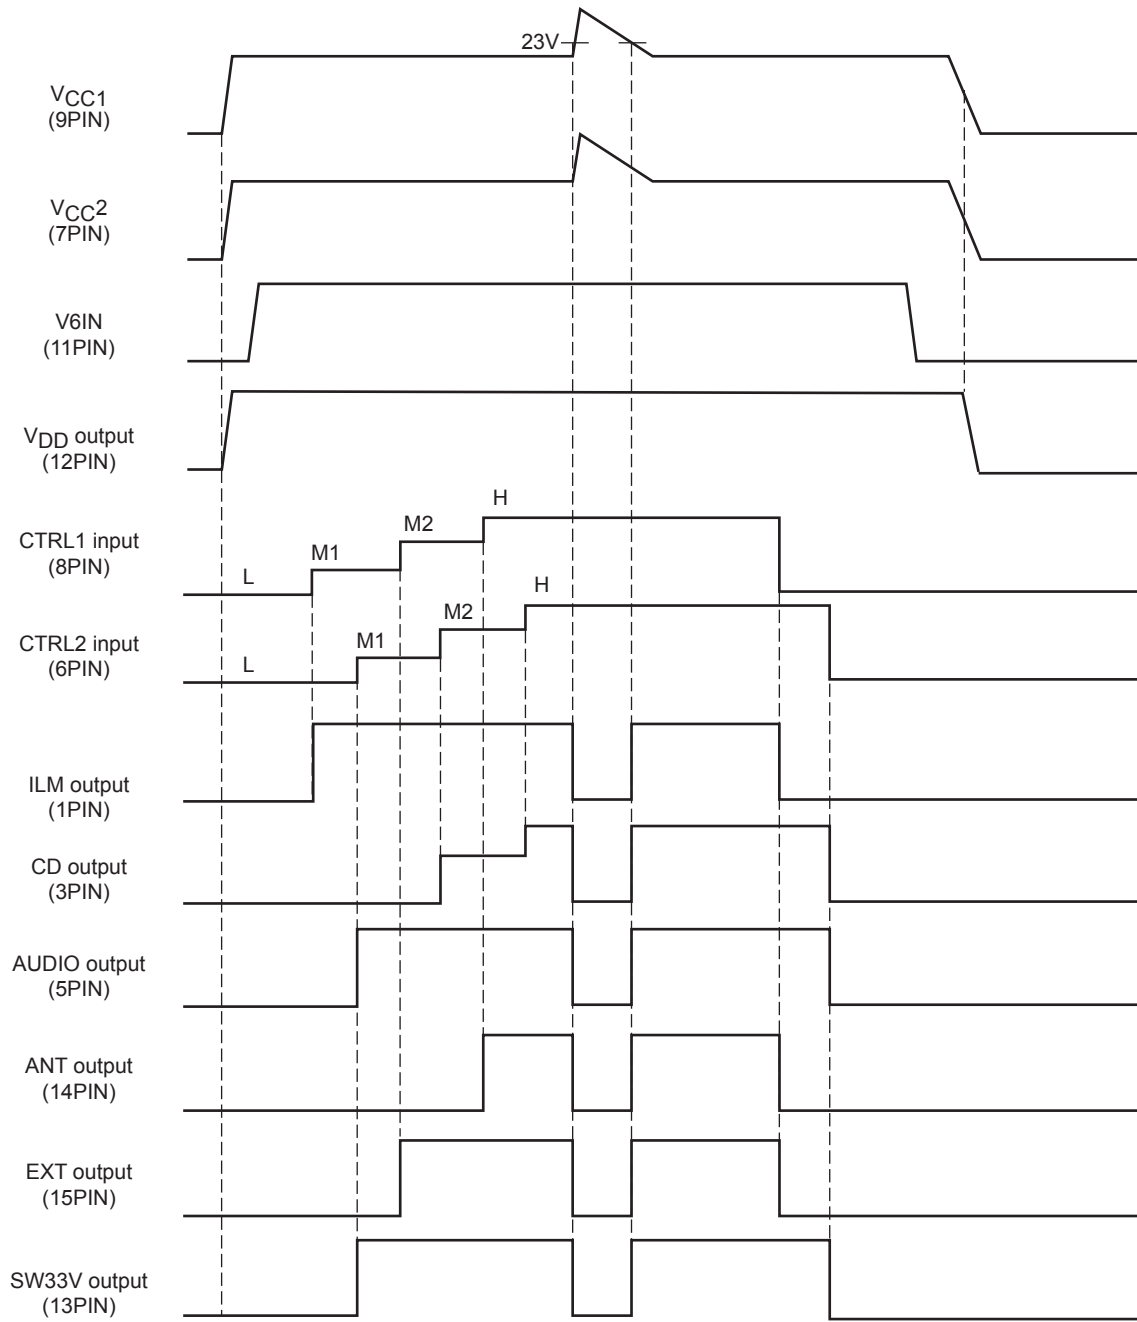 23V
VCC1
(9PIN)
VCC2
(7PIN)
V6IN
(11PIN)
VDD output
(12PIN)
H
M2
CTRL1 input
(8PIN)
M1
L
H
M2
CTRL2 input
(6PIN)
M1
L
ILM output
(1PIN)
CD output
(3PIN)
AUDIO output
(5PIN)
ANT output
(14PIN)
EXT output
(15PIN)
SW33V output
(13PIN)